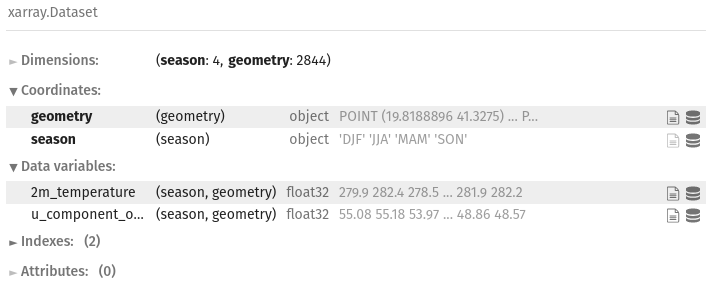 xarray.Dataset
► Dimensions: (season: 4, geometry: 2844)
▼ Coordinates:
geometry (geometry) object POINT (19.8188896 41.3275) ... P...
season (season) object 'DJF' 'JJA' 'MAM' 'SON'
▼ Data variables:
2m_temperature (season, geometry) float32 279.9 282.4 278.5 ... 281.9 282.2
u_component_o... (season, geometry) float32 55.08 55.18 53.97 ... 48.86 48.57
► Indexes: (2)
► Attributes: (0)